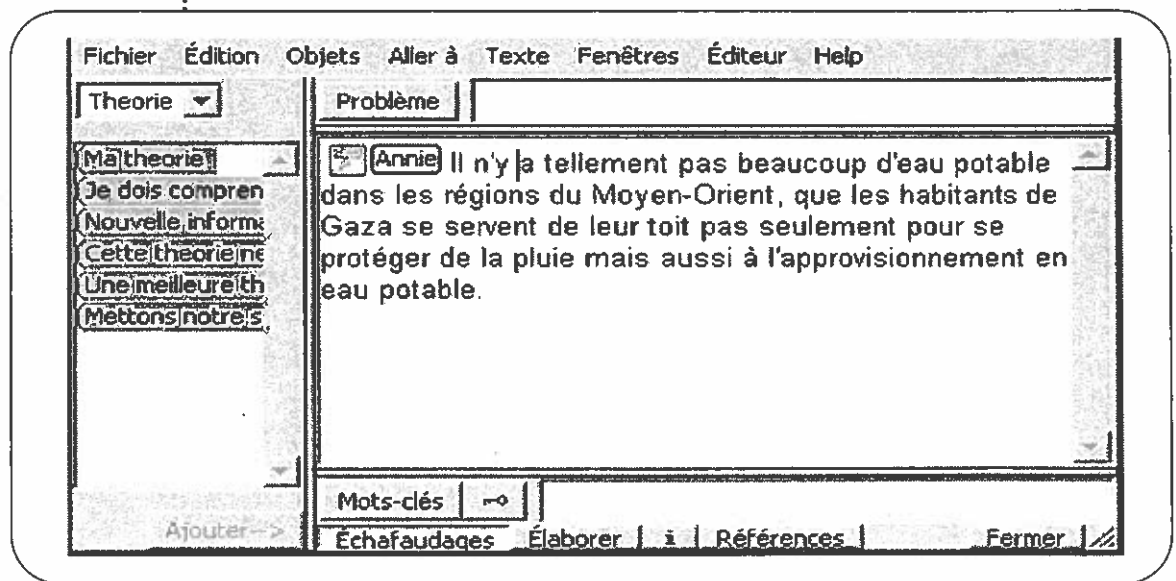 Fichier Édition Objets Aller à Texte Fenêtres Éditeur Help
Theorie
Problème
Ma theorie
Je dois compren
Nouvelle informa
Cette theorie ne
Une meilleure th
Mettons notre s
Annie Il n'y a tellement pas beaucoup d'eau potable
dans les régions du Moyen-Orient, que les habitants de
Gaza se servent de leur toit pas seulement pour se
protéger de la pluie mais aussi à l'approvisionnement en
eau potable.
Mots-clés
Ajouter-->
Échafaudages Élaborer i Références Fermer